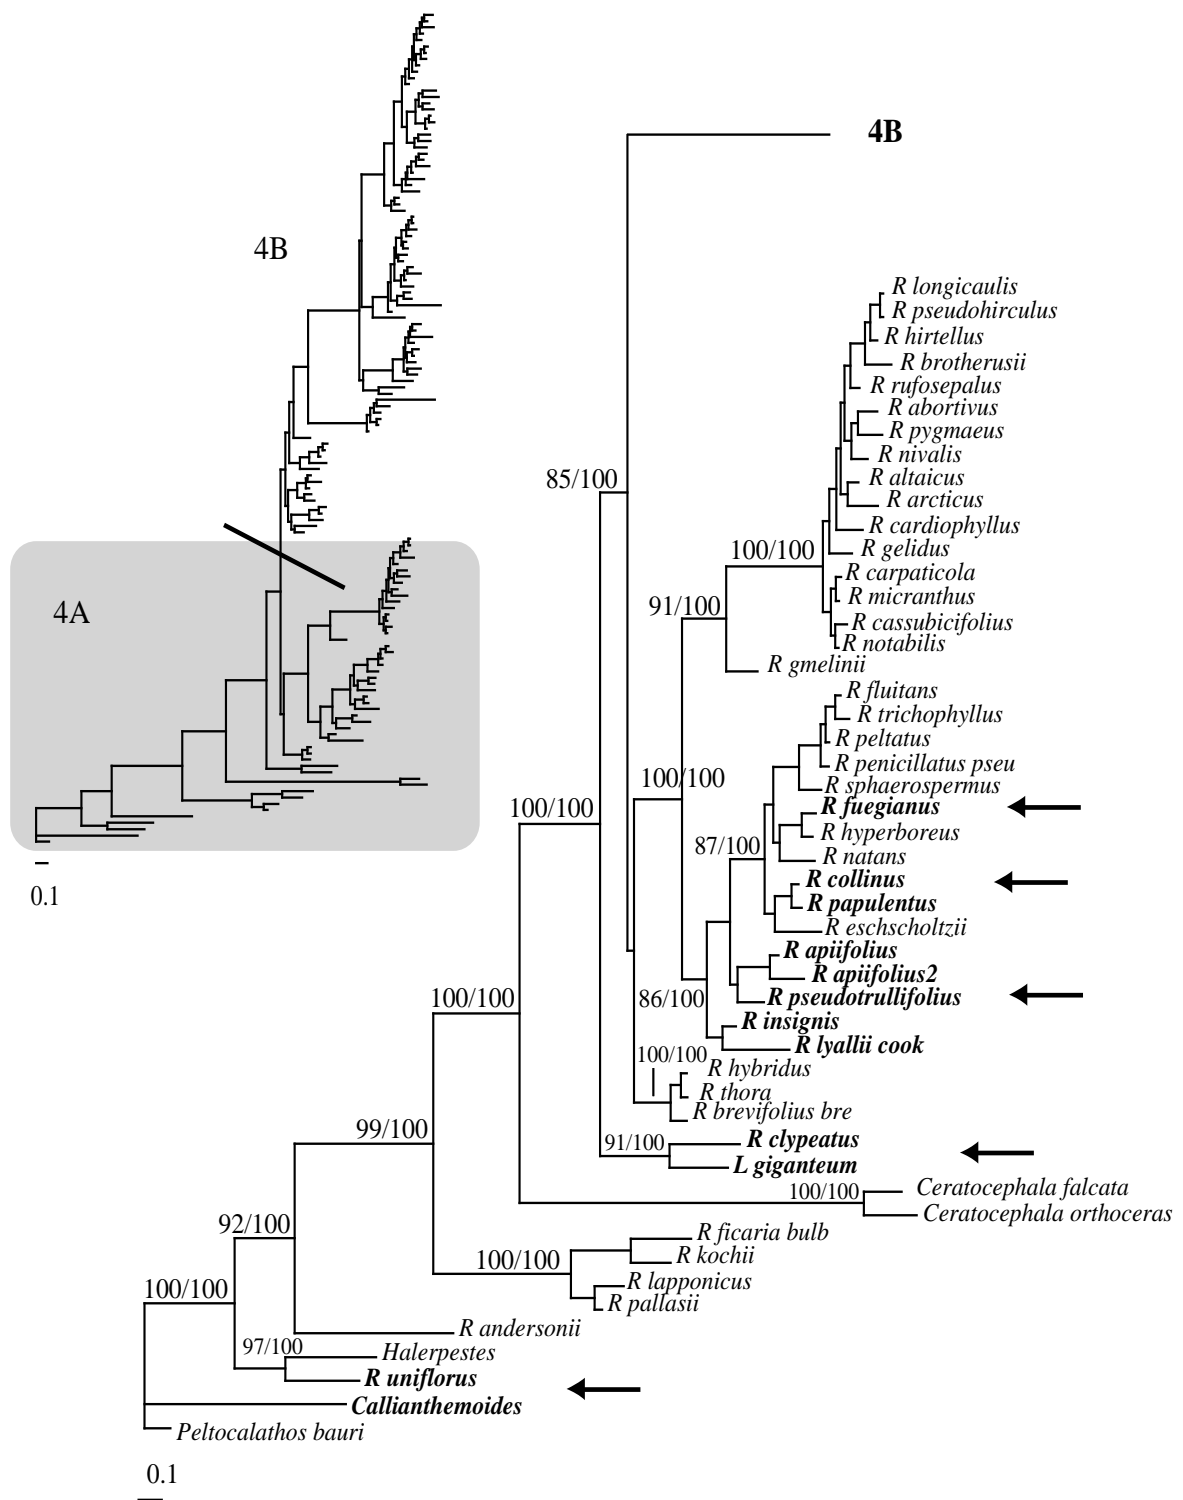 4B
4B
R longicaulis
R pseudohirculus
R hirtellus
R brotherusii
R rufosepalus
R abortivus
R pygmaeus
R nivalis
85/100
R altaicus
R arcticus
R cardiophyllus
100/100
R gelidus
R carpaticola
R micranthus
4A
91/100
R cassubicifolius
R notabilis
R gmelinii
R fluitans
R trichophyllus
R peltatus
R penicillatus pseu
100/100
R sphaerospermus
100/100
R fuegianus
R hyperboreus
87/100
R natans
R collinus
0.1
R papulentus
R eschscholtzii
R apiifolius
R apiifolius2
100/100
86/100
R pseudotrullifolius
R insignis
R lyallii cook
100/100
R hybridus
R thora
R brevifolius bre
99/100
91/100
R clypeatus
L giganteum
100/100
Ceratocephala falcata
Ceratocephala orthoceras
92/100
R ficaria bulb
100/100
R kochii
R lapponicus
100/100
R pallasii
R andersonii
97/100
Halerpestes
R uniflorus
Callianthemoides
Peltocalathos bauri
0.1